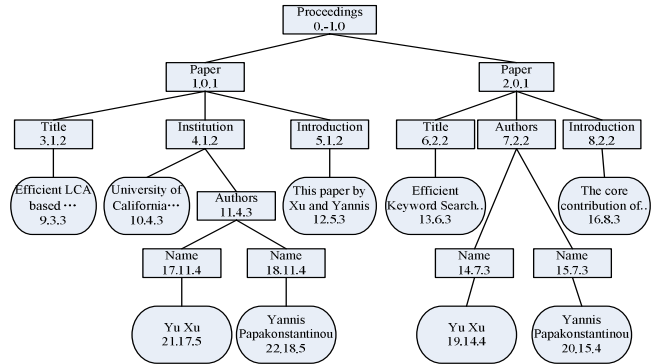 Proceedings
0.-1.0
Paper
1.0.1
Paper
2.0.1
Title
3.1.2
Institution
4.1.2
Introduction
5.1.2
Title
6.2.2
Authors
7.2.2
Introduction
8.2.2
Efficient LCA
based ⋯
9.3.3
University of
California⋯
10.4.3
Authors
11.4.3
This paper by
Xu and Yannis
12.5.3
Efficient
Keyword Search..
13.6.3
The core
contribution of..
16.8.3
Name
17.11.4
Name
18.11.4
Name
14.7.3
Name
15.7.3
Yu Xu
21.17.5
Yannis
Papakonstantinou
22.18.5
Yu Xu
19.14.4
Yannis
Papakonstantinou
20.15.4